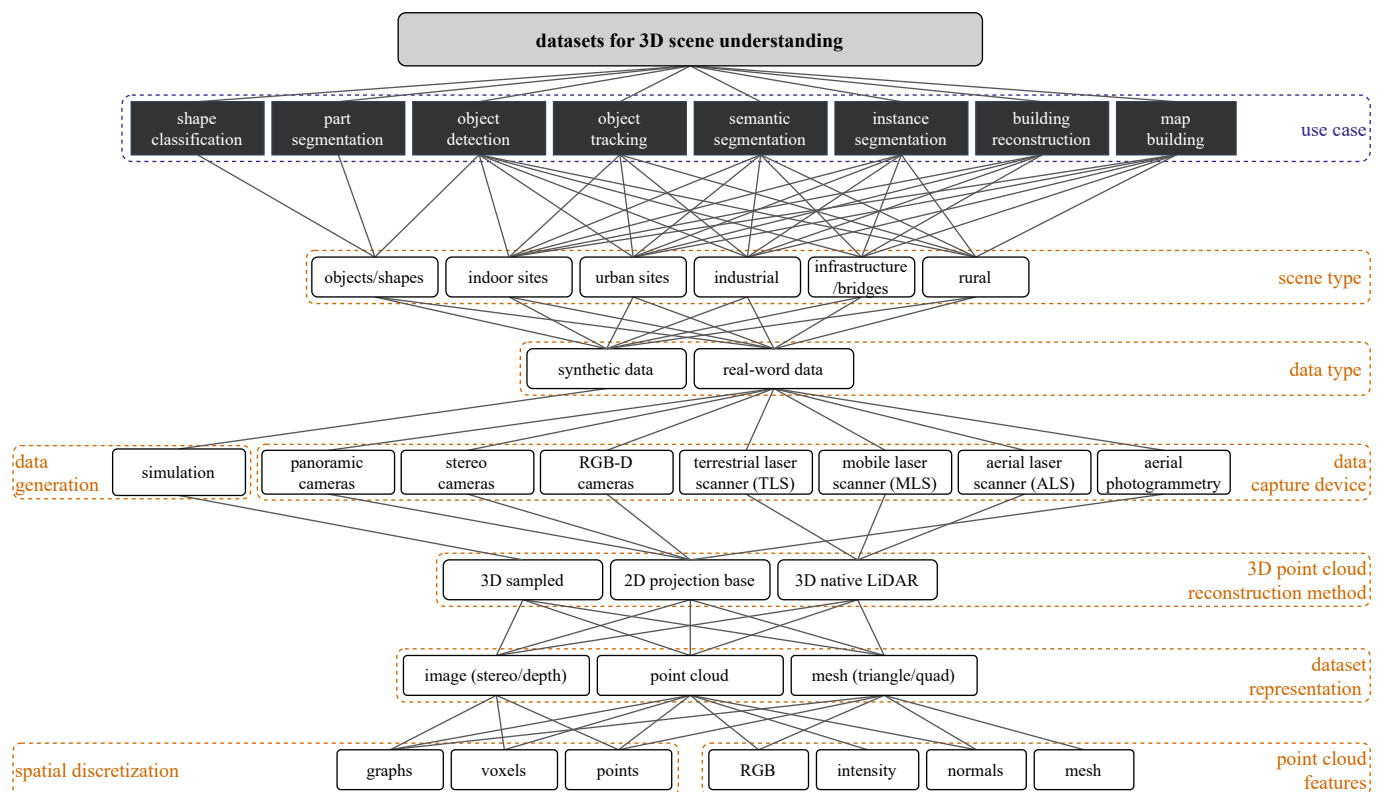 datasets for 3D scene understanding
shape
classification
part
segmentation
object
detection
object
tracking
semantic
segmentation
instance
segmentation
building
reconstruction
map
building
use case
objects/shapes
indoor sites
urban sites
industrial
infrastructure
/bridges
rural
scene type
synthetic data
real-word data
data type
data
generation
simulation
panoramic
cameras
stereo
cameras
RGB-D
cameras
terrestrial laser
scanner (TLS)
mobile laser
scanner (MLS)
aerial laser
scanner (ALS)
aerial
photogrammetry
data
capture device
3D sampled
2D projection base
3D native LiDAR
3D point cloud
reconstruction method
image (stereo/depth)
point cloud
mesh (triangle/quad)
dataset
representation
spatial discretization
graphs
voxels
points
RGB
intensity
normals
mesh
point cloud
features